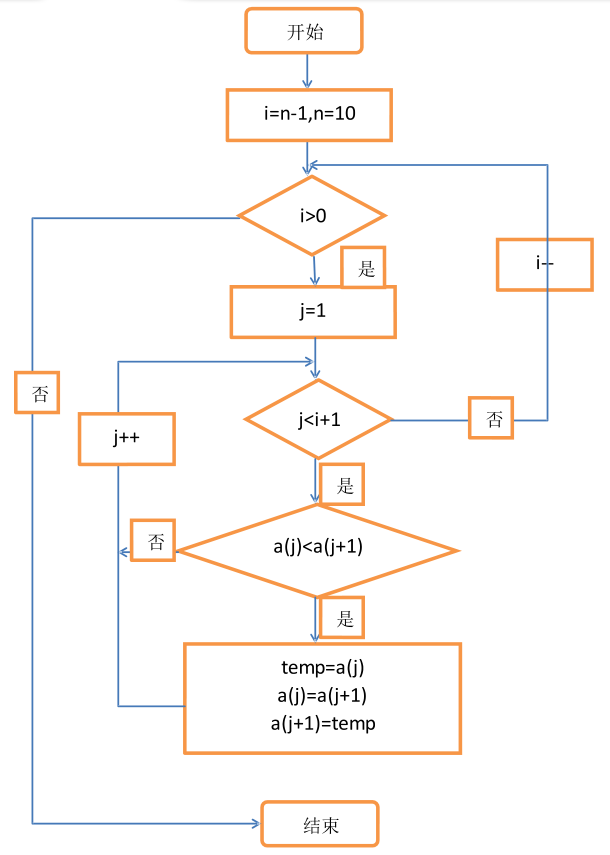 开始
i=n-1,n=10
i>0
i--
是
j=1
否
j<i+1
否
j++
是
否
a(j)<a(j+1)
是
temp=a(j)
a(j)=a(j+1)
a(j+1)=temp
结束